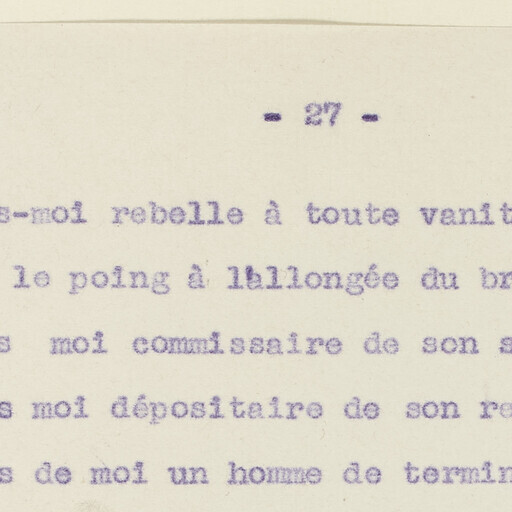 - 27 -
s-moi rebelle à toute vanit
le poing à l'allongée du br
s moi commissaire de son s
s moi dépositaire de son re
s de moi un homme de termin